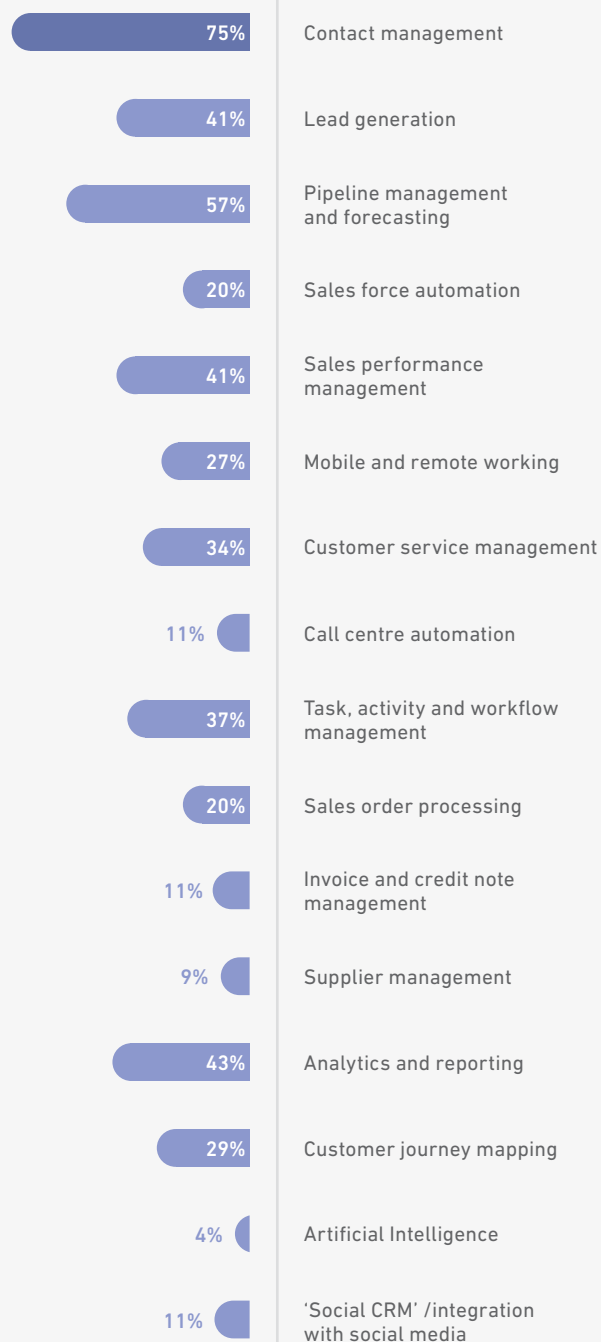 75% Contact management
41% Lead generation
57% Pipeline management
and forecasting
20% Sales force automation
41% Sales performance
management
27% Mobile and remote working
34% Customer service management
11% Call centre automation
37% Task, activity and workflow
management
20% Sales order processing
11% Invoice and credit note
management
9% Supplier management
43% Analytics and reporting
29% Customer journey mapping
4% Artificial Intelligence
11% ‘Social CRM’ /integration
with social media